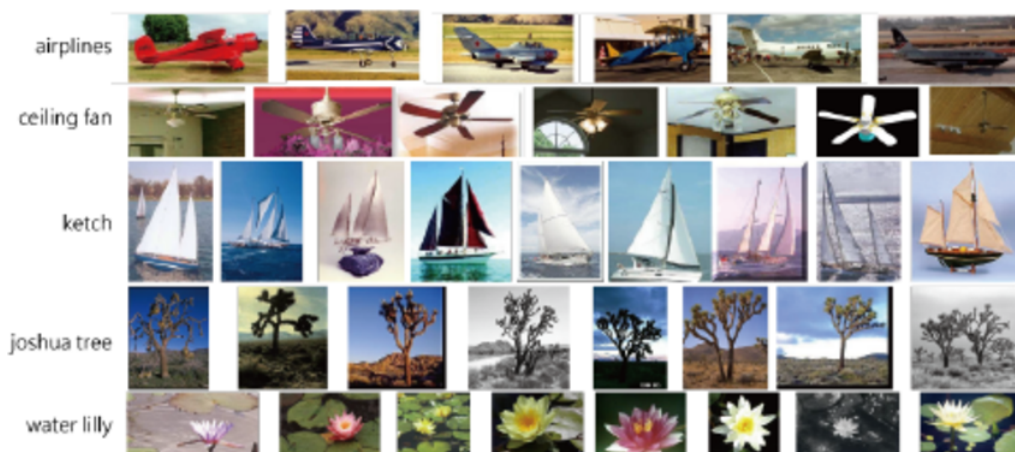 airplines
ceiling fan
ketch
joshua tree
water lilly